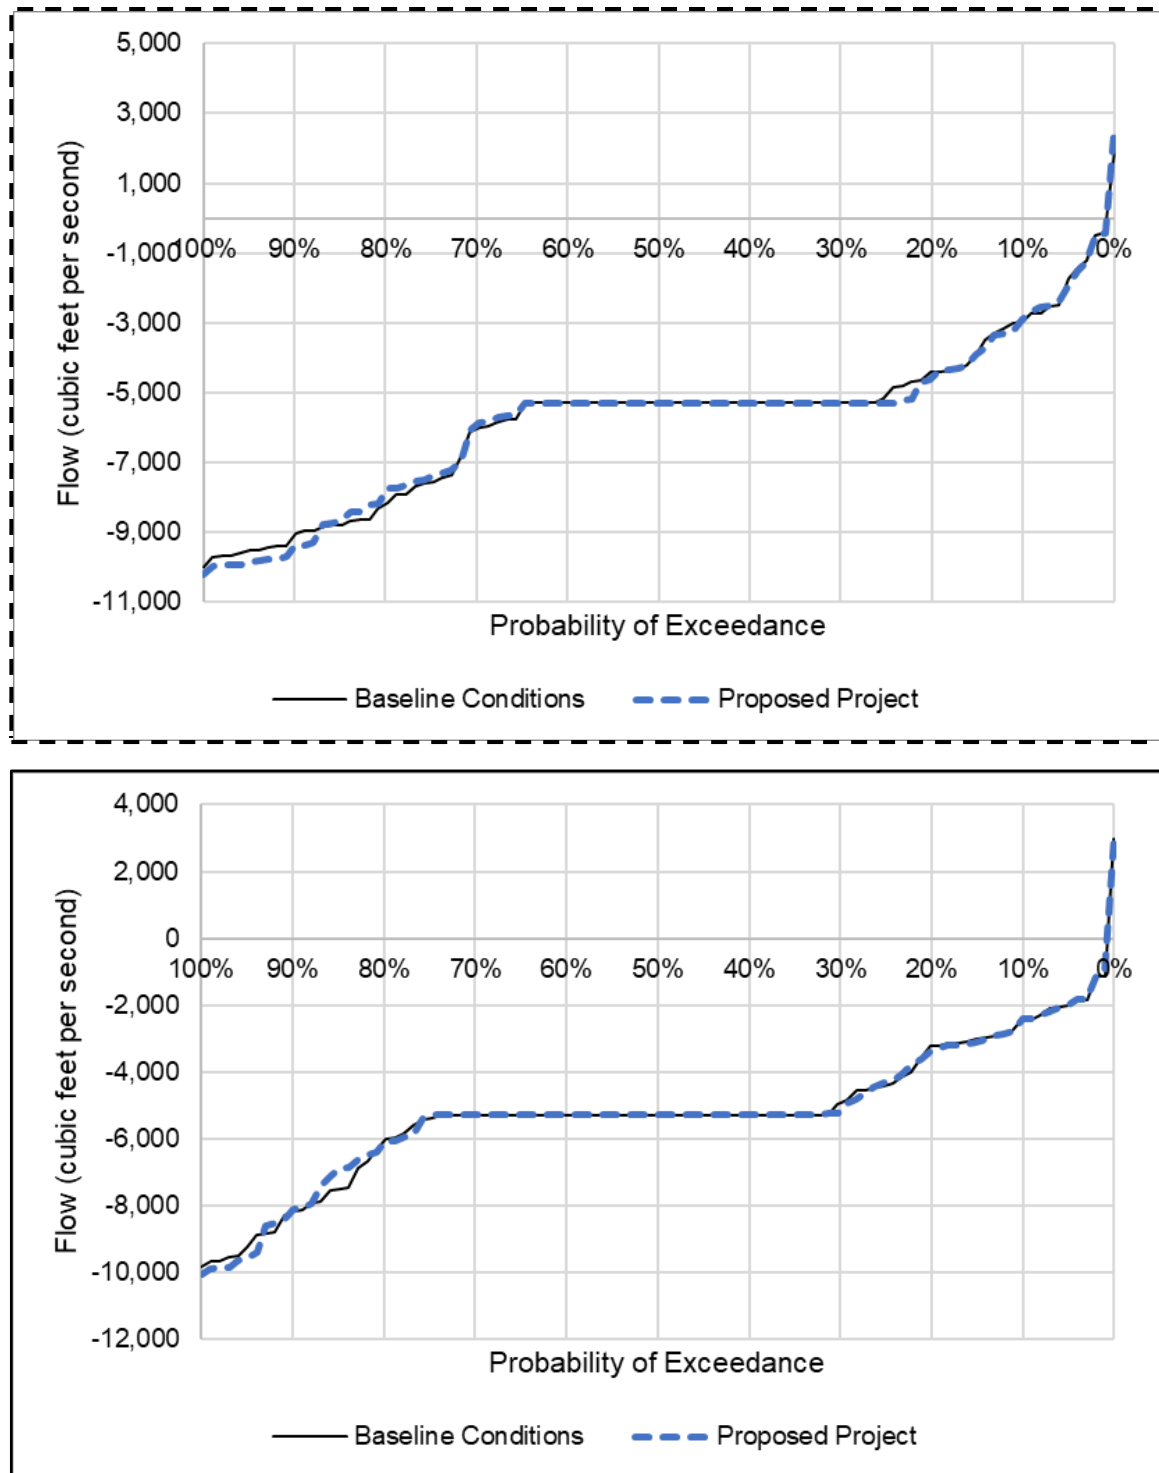 5,000
3,000
1,000
-1,000
-3,000
-5,000
-7,000
-9,000
-11,000
Flow (cubic feet per second)
100% 90% 80% 70% 60% 50% 40% 30% 20% 10% 0%
Probability of Exceedance
Baseline Conditions Proposed Project
4,000
2,000
0
-2,000
-4,000
-6,000
-8,000
-10,000
-12,000
Flow (cubic feet per second)
100% 90% 80% 70% 60% 50% 40% 30% 20% 10% 0%
Probability of Exceedance
Baseline Conditions Proposed Project